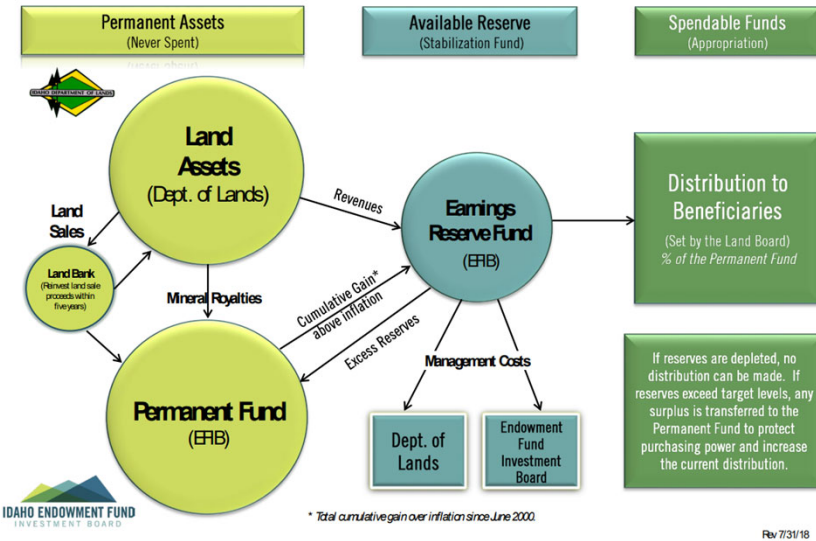 Permanent Assets
(Never Spent)
Available Reserve
(Stabilization Fund)
Spendable Funds
(Appropriation)
IDAHO DEPARTMENT OF LANDS
Land
Assets
(Dept. of Lands)
Land
Sales
Land Bank
(Reinvest land sale
proceeds within
five years)
Revenues
Earnings
Reserve Fund
(EFIB)
Distribution to
Beneficiaries
(Set by the Land Board)
% of the Permanent Fund
Mineral Royalties
Cumulative Gain*
above inflation
Excess Reserves
Permanent Fund
(EFIB)
Management Costs
Dept. of
Lands
Endowment
Fund
Investment
Board
If reserves are depleted, no
distribution can be made. If
reserves exceed target levels, any
surplus is transferred to the
Permanent Fund to protect
purchasing power and increase
the current distribution.
IDAHO ENDOWMENT FUND
INVESTMENT BOARD
* Total cumulative gain over inflation since June 2000.
Rev 7/31/18